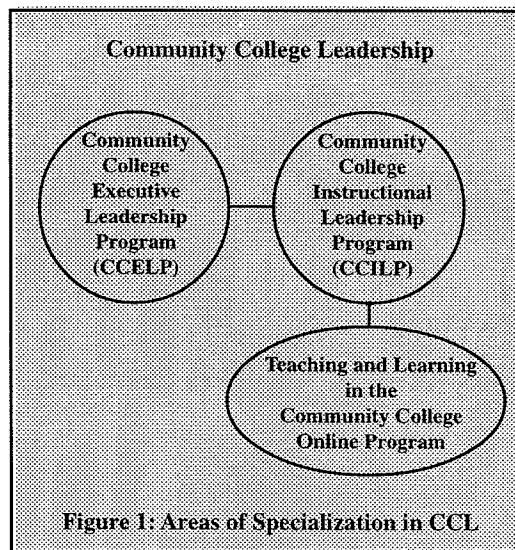 Community College Leadership
Community
College
Executive
Leadership
Program
(CCELP)
Community
College
Instructional
Leadership
Program
(CCILP)
Teaching and Learning
in the
Community College
Online Program
Figure 1: Areas of Specialization in CCL